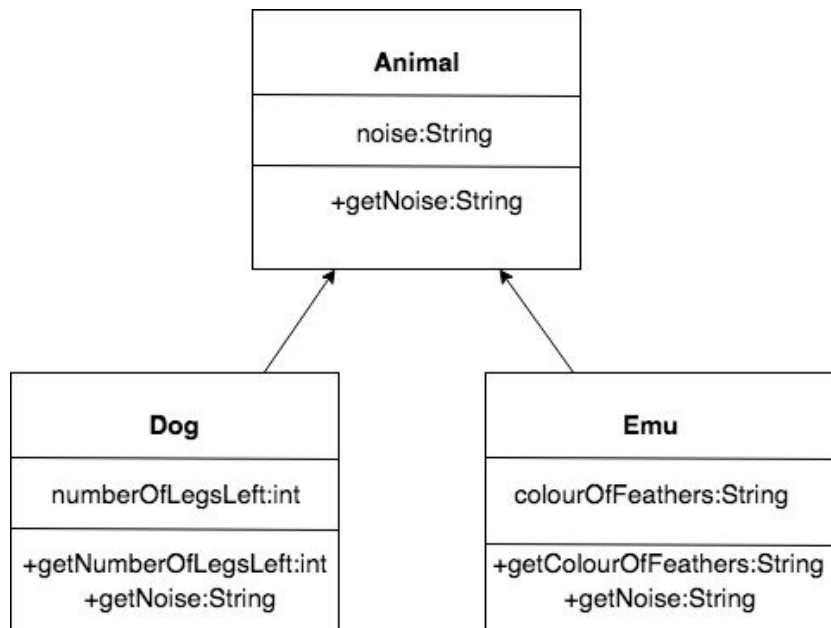 Animal
noise:String
+getNoise:String
Dog
numberOfLegsLeft:int
+getNumberOfLegsLeft:int
+getNoise:String
Emu
colourOfFeathers:String
+getColourOfFeathers:String
+getNoise:String